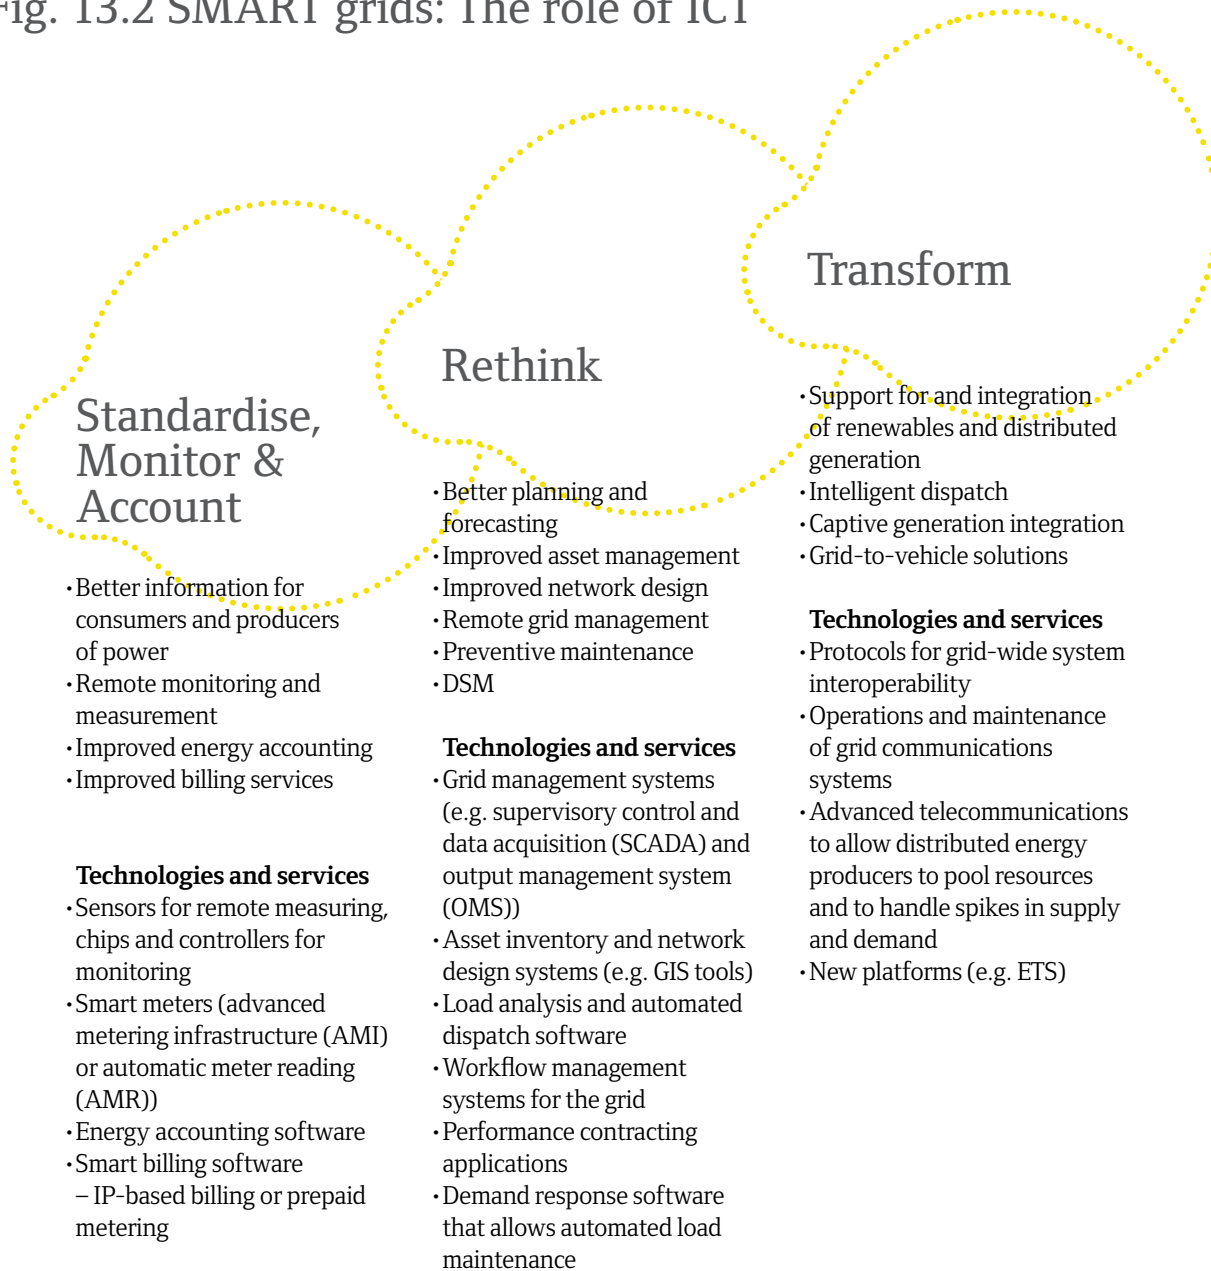 Fig. 13.2 SMART grids: The role of ICT
Standardise,
Monitor &
Account
·Better information for
consumers and producers
of power
·Remote monitoring and
measurement
·Improved energy accounting
·Improved billing services
Technologies and services
·Sensors for remote measuring,
chips and controllers for
monitoring
·Smart meters (advanced
metering infrastructure (AMI)
or automatic meter reading
(AMR))
·Energy accounting software
·Smart billing software
– IP-based billing or prepaid
metering
Rethink
·Better planning and
forecasting
·Improved asset management
·Improved network design
·Remote grid management
·Preventive maintenance
·DSM
Technologies and services
·Grid management systems
(e.g. supervisory control and
data acquisition (SCADA) and
output management system
(OMS))
·Asset inventory and network
design systems (e.g. GIS tools)
·Load analysis and automated
dispatch software
·Workflow management
systems for the grid
·Performance contracting
applications
·Demand response software
that allows automated load
maintenance
Transform
·Support for and integration
of renewables and distributed
generation
·Intelligent dispatch
·Captive generation integration
·Grid-to-vehicle solutions
Technologies and services
·Protocols for grid-wide system
interoperability
·Operations and maintenance
of grid communications
systems
·Advanced telecommunications
to allow distributed energy
producers to pool resources
and to handle spikes in supply
and demand
·New platforms (e.g. ETS)